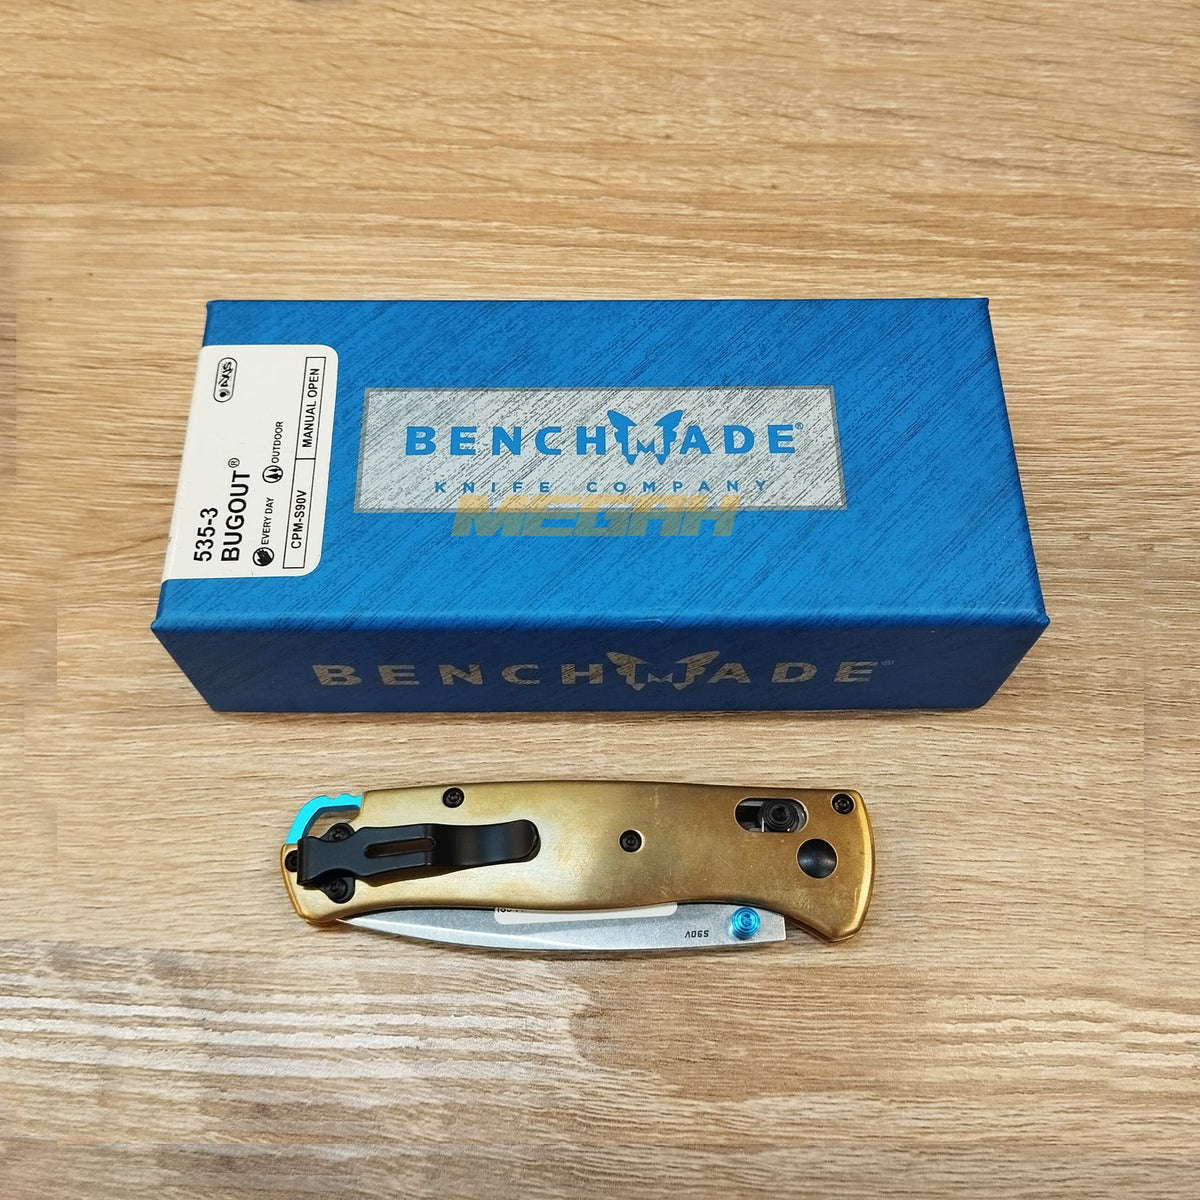 AXIS
535-3
BUGOUT®
EVERY DAY OUTDOOR
CPM-S90V MANUAL OPEN
BENCHMADE®
KNIFE COMPANY
MEGAH
BENCHMADE®
S90V